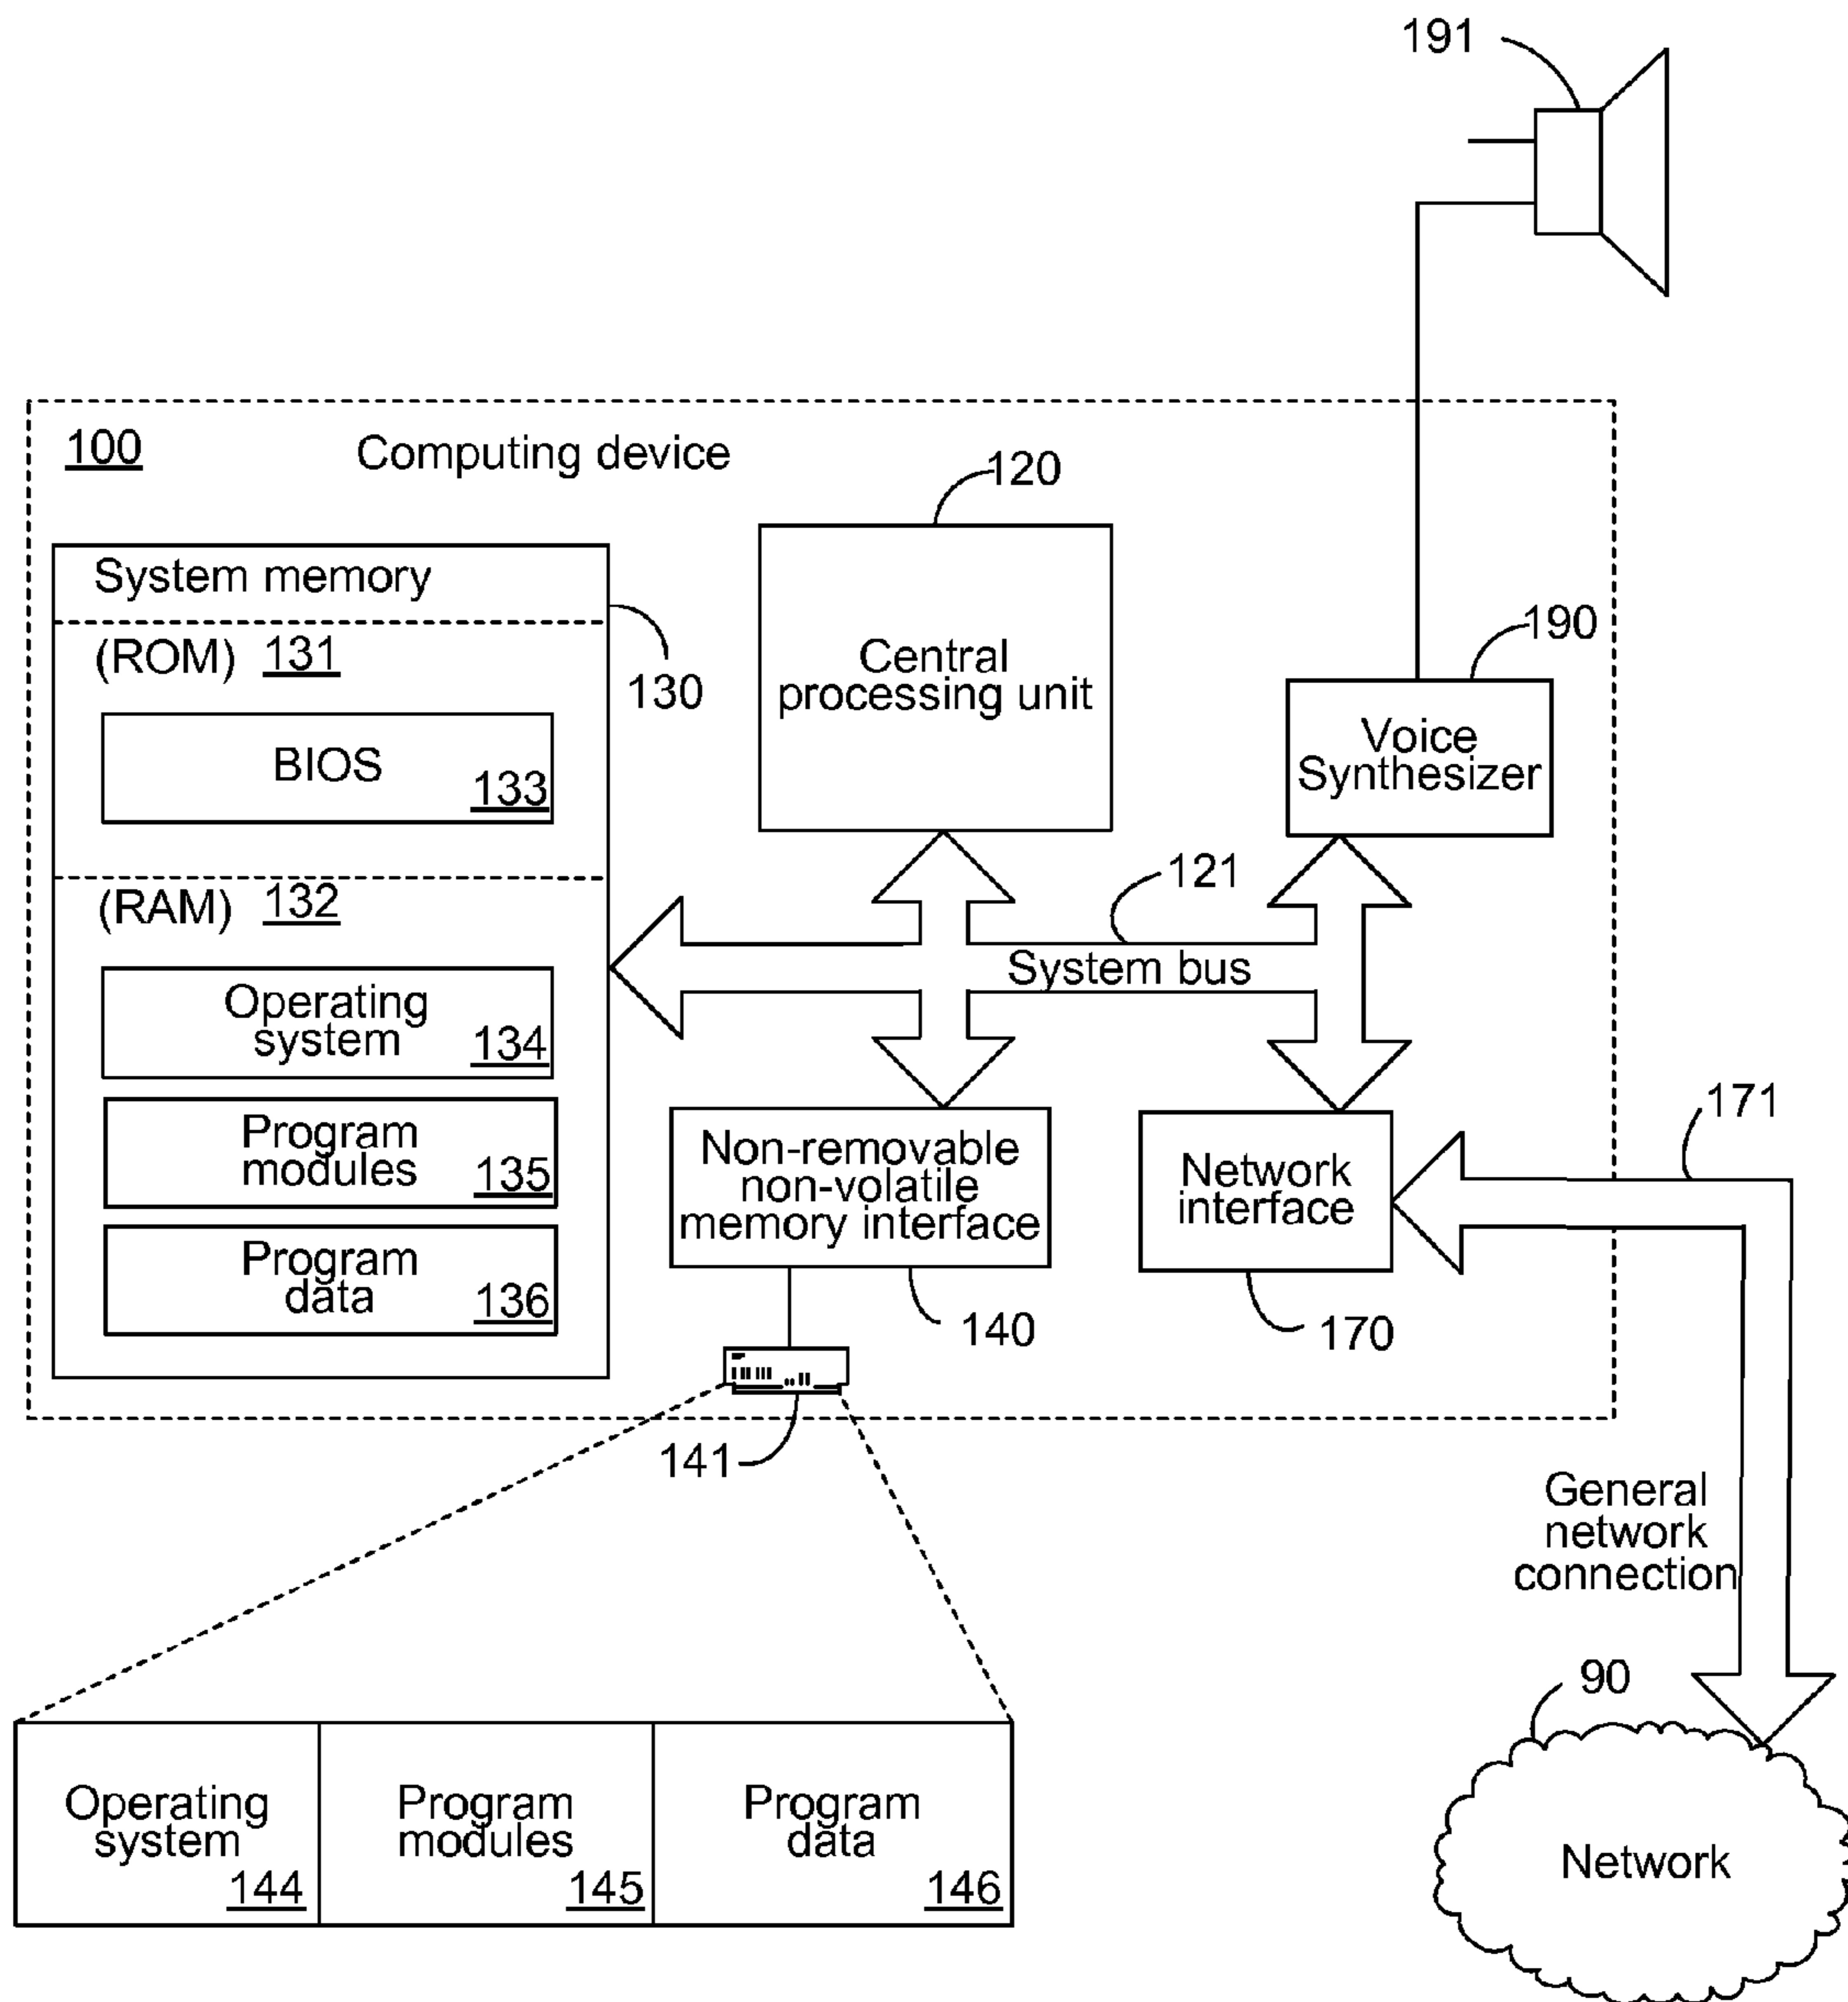 191
100
Computing device
120
System memory
(ROM) 131
130
BIOS
133
Central
processing unit
190
Voice
Synthesizer
(RAM) 132
121
System bus
Operating
system
134
Program
modules
135
Program
data
136
Non-removable
non-volatile
memory interface
140
Network
interface
170
171
141
General
network
connection
90
Operating
system
144
Program
modules
145
Program
data
146
Network